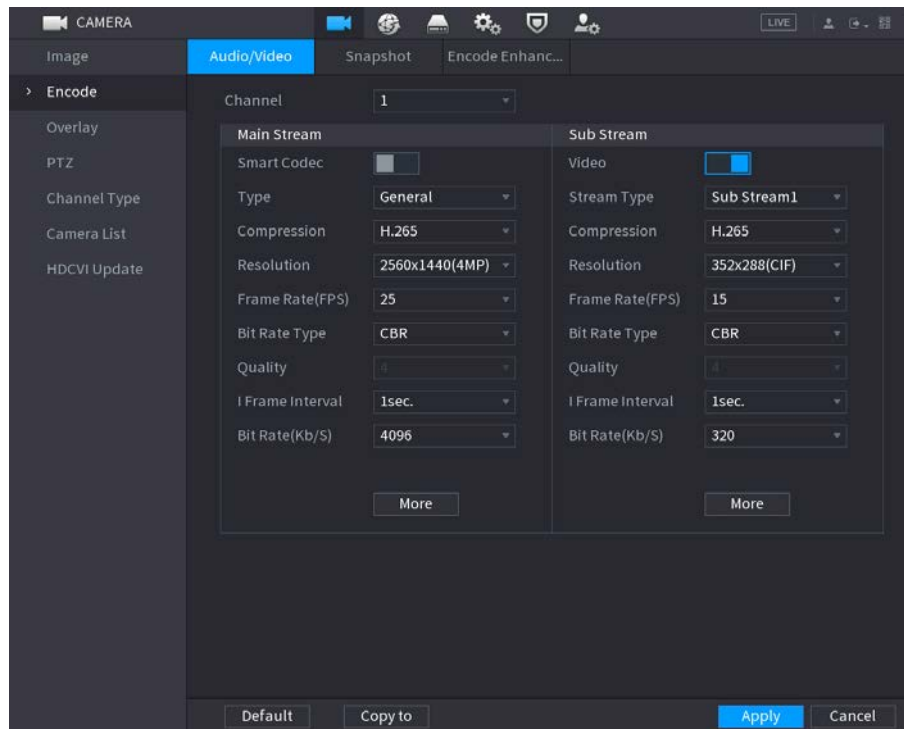 CAMERA
LIVE
Image
Encode
Overlay
PTZ
Channel Type
Camera List
HDCVI Update
Audio/Video Snapshot Encode Enhanc...
Channel 1
Main Stream
Smart Codec
Type General
Compression H.265
Resolution 2560x1440(4MP)
Frame Rate(FPS) 25
Bit Rate Type CBR
Quality 4
I Frame Interval 1sec.
Bit Rate(Kb/S) 4096
More
Sub Stream
Video
Stream Type Sub Stream1
Compression H.265
Resolution 352x288(CIF)
Frame Rate(FPS) 15
Bit Rate Type CBR
Quality 4
I Frame Interval 1sec.
Bit Rate(Kb/S) 320
More
Default Copy to Apply Cancel